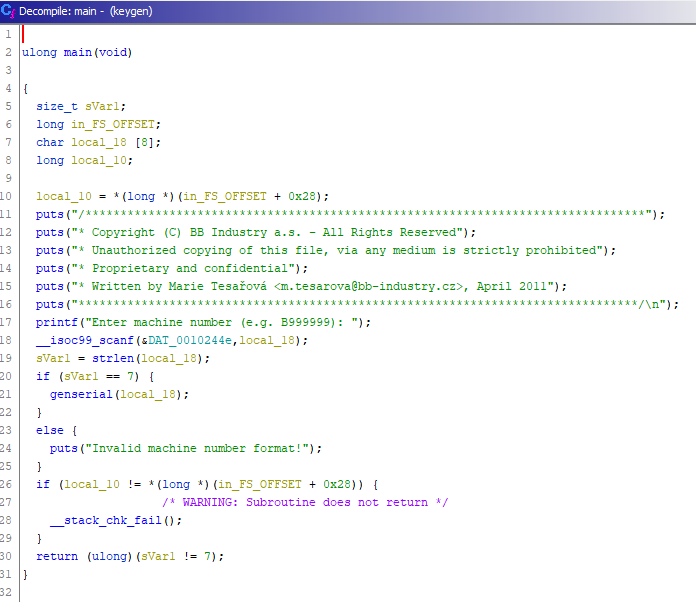 Decompile: main - (keygen)
1
2 ulong main(void)
3
4 {
5 size_t sVar1;
6 long in_FS_OFFSET;
7 char local_18 [8];
8 long local_10;
9
10 local_10 = *(long *)(in_FS_OFFSET + 0x28);
11 puts("/********************************************************************************");
12 puts("* Copyright (C) BB Industry a.s. - All Rights Reserved");
13 puts("* Unauthorized copying of this file, via any medium is strictly prohibited");
14 puts("* Proprietary and confidential");
15 puts("* Written by Marie Tesařová <m.tesarova@bb-industry.cz>, April 2011");
16 puts("********************************************************************************/\n");
17 printf("Enter machine number (e.g. B999999): ");
18 __isoc99_scanf(&DAT_0010244e,local_18);
19 sVar1 = strlen(local_18);
20 if (sVar1 == 7) {
21 genserial(local_18);
22 }
23 else {
24 puts("Invalid machine number format!");
25 }
26 if (local_10 != *(long *)(in_FS_OFFSET + 0x28)) {
27 /* WARNING: Subroutine does not return */
28 __stack_chk_fail();
29 }
30 return (ulong)(sVar1 != 7);
31 }
32